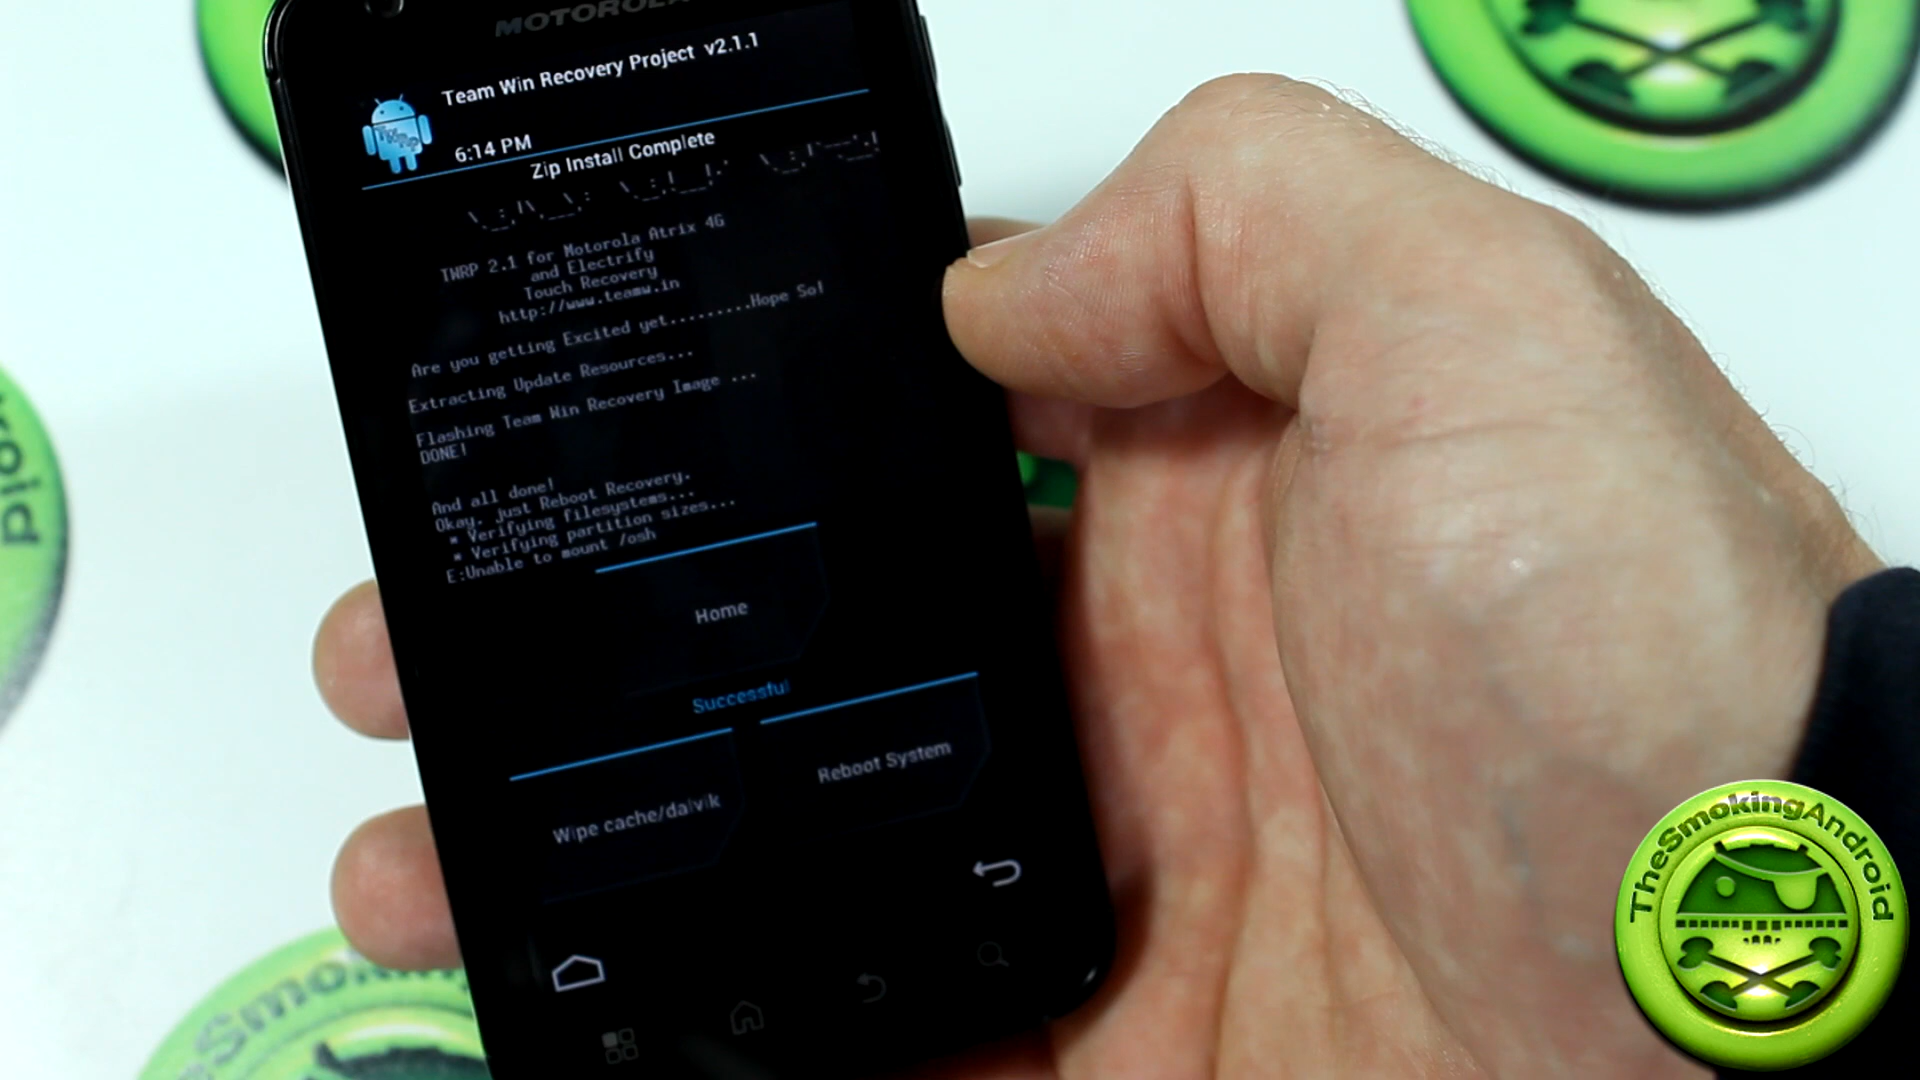 MOTOROLA
Team Win Recovery Project v2.1.1
6:14 PM
Zip Install Complete
TWRP 2.1 for Motorola Atrix 4G
and Electrify
Touch Recovery
http://www.teamw.in
Are you getting Excited yet.........Hope So!
Extracting Update Resources...
Flashing Team Win Recovery Image ...
DONE!
And all done!
Okay, just Reboot Recovery.
* Verifying filesystems...
* Verifying partition sizes...
E:Unable to mount /osh
Home
Successful
Wipe cache/dalvik
Reboot System
TheSmokingAndroid